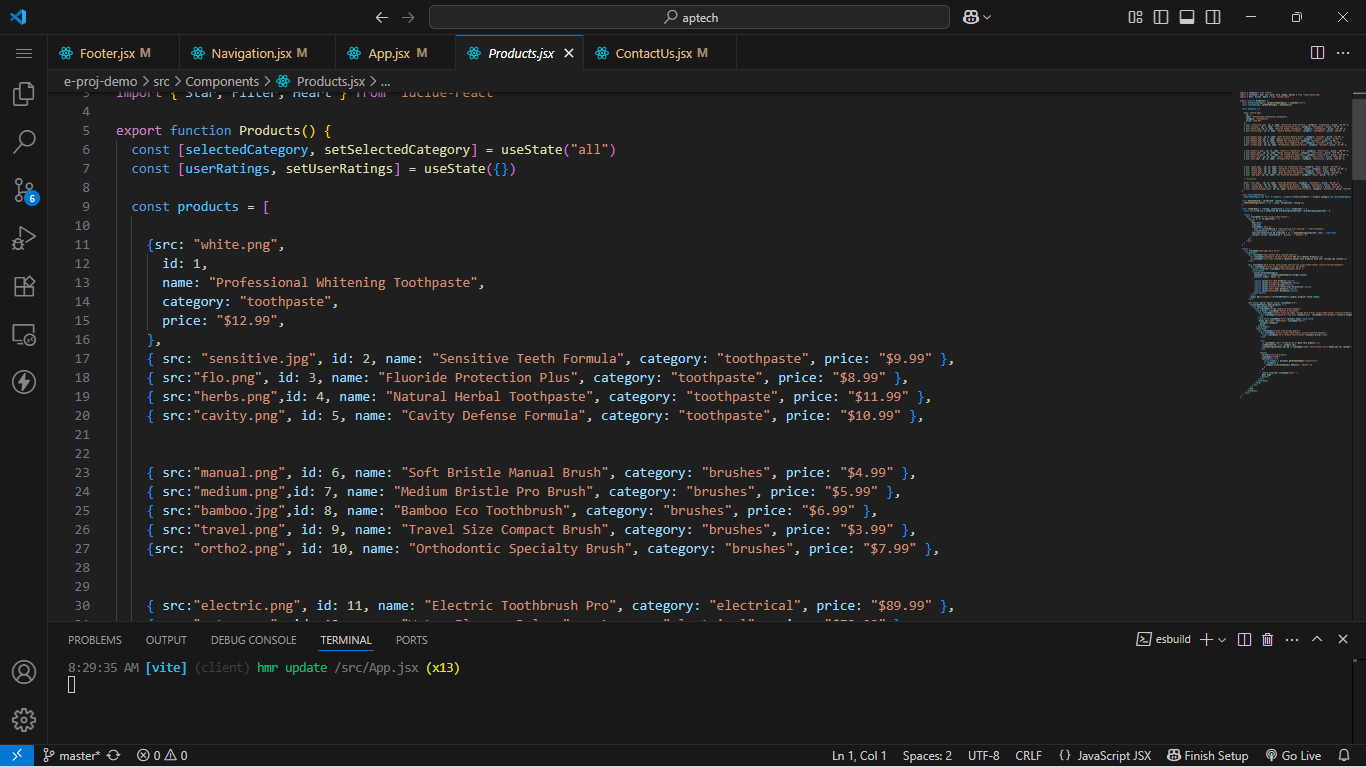 aptech
Footer.jsx M
Navigation.jsx M
App.jsx M
Products.jsx
ContactUs.jsx M
e-proj-demo > src > Components > Products.jsx > ...
3 import { Star, Filter, Heart } from "lucide-react"
4
5 export function Products() {
6 const [selectedCategory, setSelectedCategory] = useState("all")
7 const [userRatings, setUserRatings] = useState({})
8
9 const products = [
10
11 {src: "white.png",
12 id: 1,
13 name: "Professional Whitening Toothpaste",
14 category: "toothpaste",
15 price: "$12.99",
16 },
17 { src: "sensitive.jpg", id: 2, name: "Sensitive Teeth Formula", category: "toothpaste", price: "$9.99" },
18 { src:"flo.png", id: 3, name: "Fluoride Protection Plus", category: "toothpaste", price: "$8.99" },
19 { src:"herbs.png",id: 4, name: "Natural Herbal Toothpaste", category: "toothpaste", price: "$11.99" },
20 { src:"cavity.png", id: 5, name: "Cavity Defense Formula", category: "toothpaste", price: "$10.99" },
21
22
23 { src:"manual.png", id: 6, name: "Soft Bristle Manual Brush", category: "brushes", price: "$4.99" },
24 { src:"medium.png",id: 7, name: "Medium Bristle Pro Brush", category: "brushes", price: "$5.99" },
25 { src:"bamboo.jpg",id: 8, name: "Bamboo Eco Toothbrush", category: "brushes", price: "$6.99" },
26 { src:"travel.png", id: 9, name: "Travel Size Compact Brush", category: "brushes", price: "$3.99" },
27 {src: "ortho2.png", id: 10, name: "Orthodontic Specialty Brush", category: "brushes", price: "$7.99" },
28
29
30 { src:"electric.png", id: 11, name: "Electric Toothbrush Pro", category: "electrical", price: "$89.99" },
6
PROBLEMS OUTPUT DEBUG CONSOLE TERMINAL PORTS
esbuild
8:29:35 AM [vite] (client) hmr update /src/App.jsx (x13)
master* 0 0
Ln 1, Col 1 Spaces: 2 UTF-8 CRLF {} JavaScript JSX Finish Setup Go Live